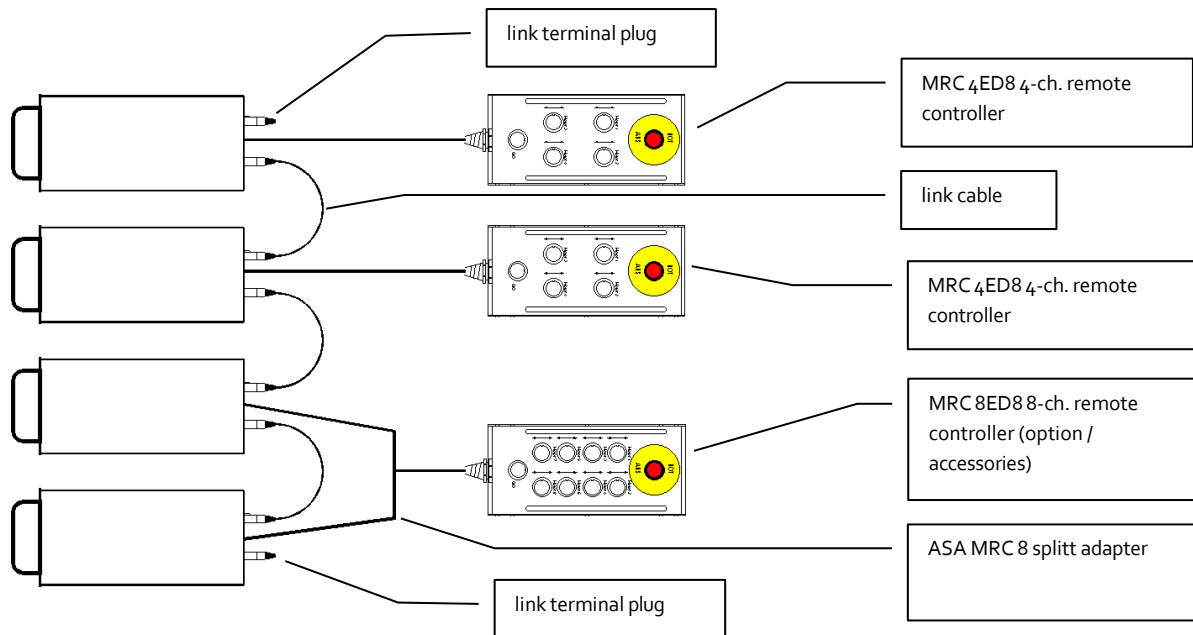 link terminal plug
MRC 4ED8 4-ch. remote
controller
link cable
MRC 4ED8 4-ch. remote
controller
MRC 8ED8 8-ch. remote
controller (option /
accessories)
ASA MRC 8 splitt adapter
link terminal plug